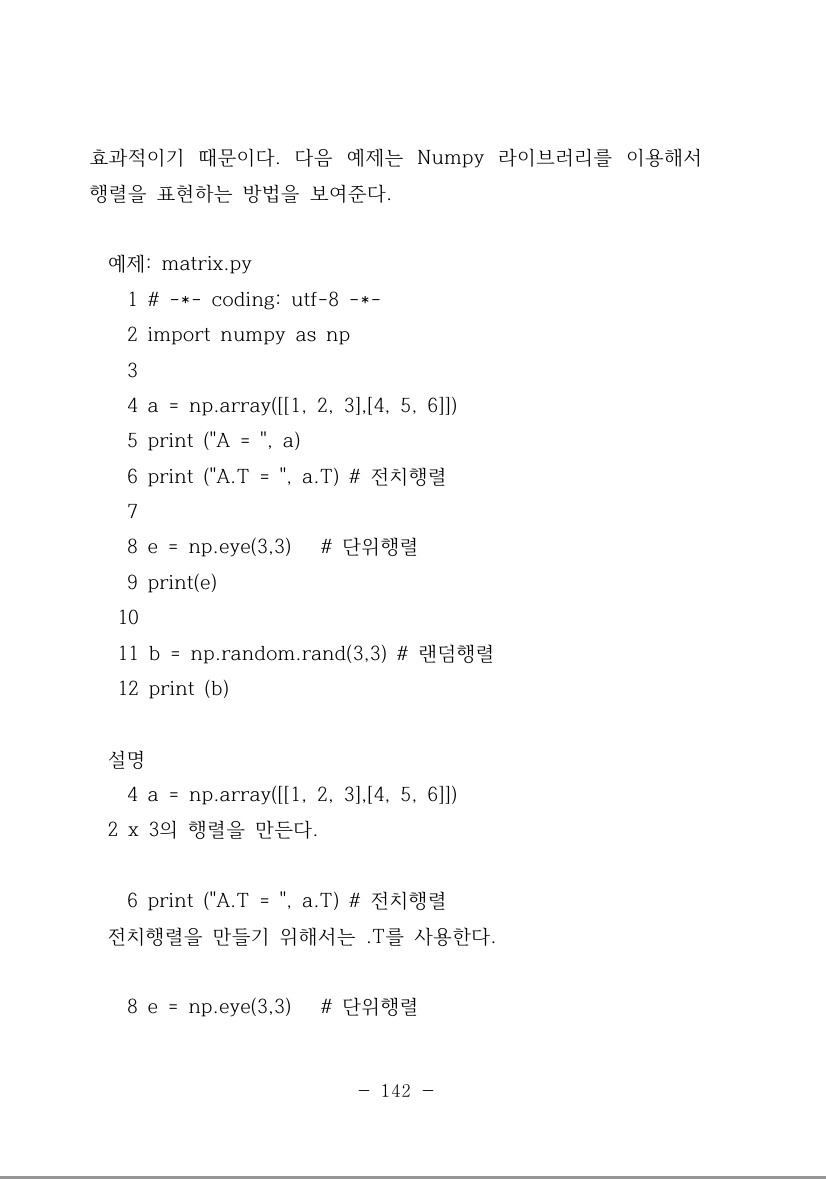 효과적이기 때문이다. 다음 예제는 Numpy 라이브러리를 이용해서
행렬을 표현하는 방법을 보여준다.
예제: matrix.py
1 # -*- coding: utf-8 -*-
2 import numpy as np
3
4 a = np.array([[1, 2, 3],[4, 5, 6]])
5 print ("A = ", a)
6 print ("A.T = ", a.T) # 전치행렬
7
8 e = np.eye(3,3)   # 단위행렬
9 print(e)
10
11 b = np.random.rand(3,3) # 랜덤행렬
12 print (b)
설명
4 a = np.array([[1, 2, 3],[4, 5, 6]])
2 x 3의 행렬을 만든다.
6 print ("A.T = ", a.T) # 전치행렬
전치행렬을 만들기 위해서는 .T를 사용한다.
8 e = np.eye(3,3)   # 단위행렬
- 142 -